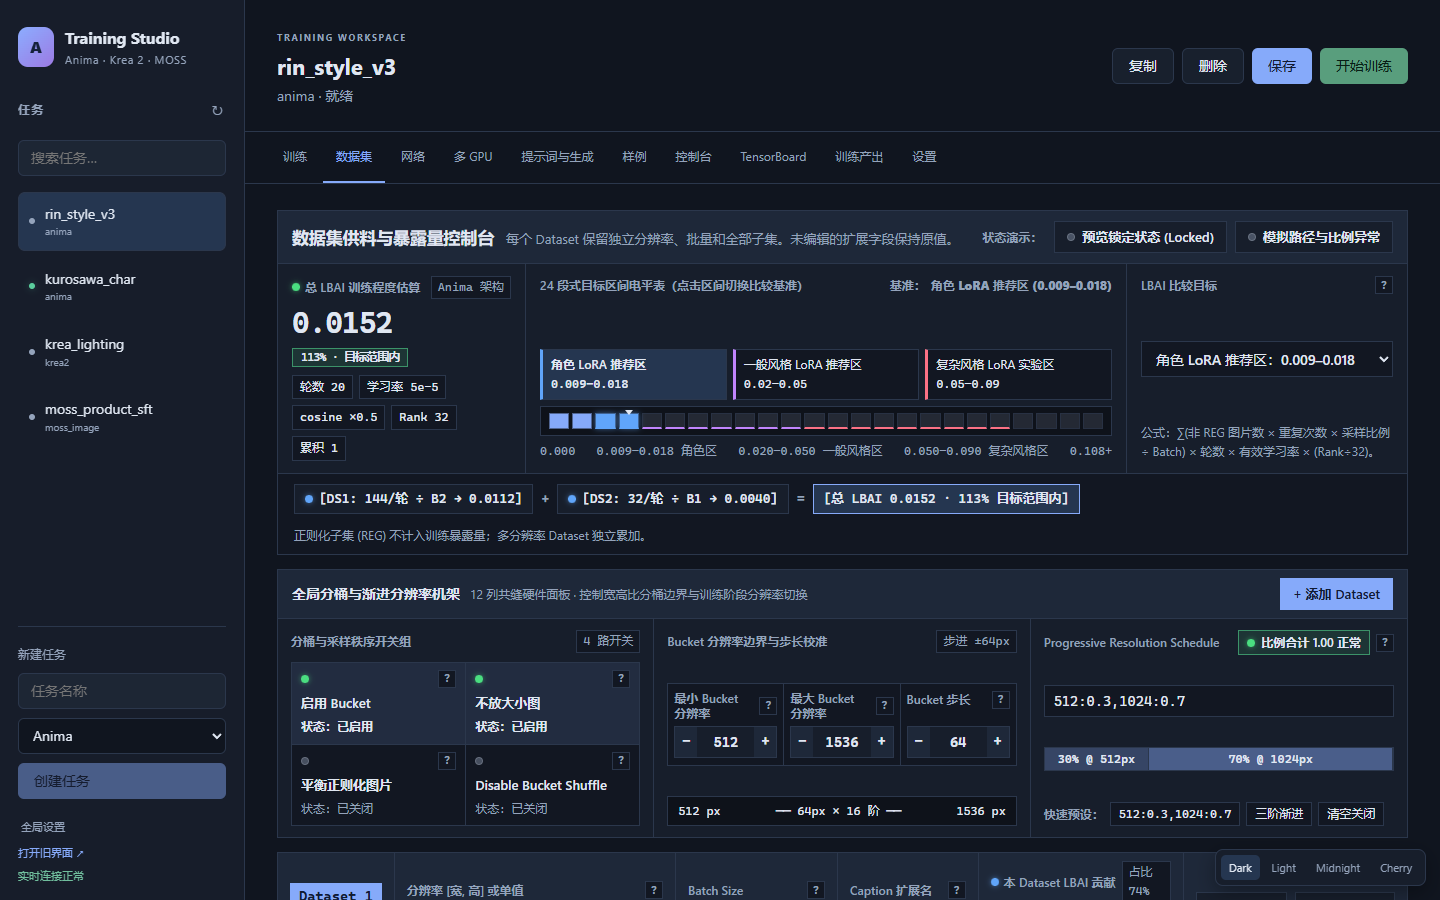 A
Training Studio
Anima · Krea 2 · MOSS
任务
↻
搜索任务...
rin_style_v3
anima
kurosawa_char
anima
krea_lighting
krea2
moss_product_sft
moss_image
新建任务
任务名称
Anima
创建任务
全局设置
打开旧界面 ↗
实时连接正常
TRAINING WORKSPACE
rin_style_v3
anima · 就绪
复制
删除
保存
开始训练
训练
数据集
网络
多 GPU
提示词与生成
样例
控制台
TensorBoard
训练产出
设置
数据集供料与暴露量控制台
每个 Dataset 保留独立分辨率、批量和全部子集。未编辑的扩展字段保持原值。
状态演示：
预览锁定状态 (Locked)
模拟路径与比例异常
总 LBAI 训练程度估算
Anima 架构
0.0152
113% · 目标范围内
轮数 20
学习率 5e-5
cosine ×0.5
Rank 32
累积 1
24 段式目标区间电平表（点击区间切换比较基准）
基准： 角色 LoRA 推荐区 (0.009–0.018)
角色 LoRA 推荐区
0.009–0.018
一般风格 LoRA 推荐区
0.02–0.05
复杂风格 LoRA 实验区
0.05–0.09
0.000
0.009–0.018 角色区
0.020–0.050 一般风格区
0.050–0.090 复杂风格区
0.108+
LBAI 比较目标
?
角色 LoRA 推荐区：0.009–0.018
公式：∑(非 REG 图片数 × 重复次数 × 采样比例
÷ Batch) × 轮数 × 有效学习率 × (Rank÷32)。
[DS1: 144/轮 ÷ B2 → 0.0112]
+
[DS2: 32/轮 ÷ B1 → 0.0040]
=
[总 LBAI 0.0152 · 113% 目标范围内]
正则化子集 (REG) 不计入训练暴露量；多分辨率 Dataset 独立累加。
全局分桶与渐进分辨率机架
12 列共缝硬件面板 · 控制宽高比分桶边界与训练阶段分辨率切换
+ 添加 Dataset
分桶与采样秩序开关组
4 路开关
?
启用 Bucket
状态：已启用
?
不放大小图
状态：已启用
?
平衡正则化图片
状态：已关闭
?
Disable Bucket Shuffle
状态：已关闭
Bucket 分辨率边界与步长校准
步进 ±64px
最小 Bucket
分辨率
?
− 512 +
最大 Bucket
分辨率
?
− 1536 +
Bucket 步长
?
− 64 +
512 px
── 64px × 16 阶 ──
1536 px
Progressive Resolution Schedule
比例合计 1.00 正常
?
512:0.3,1024:0.7
30% @ 512px
70% @ 1024px
快速预设：
512:0.3,1024:0.7
三阶渐进
清空关闭
Dataset 1
分辨率 [宽, 高] 或单值
?
Batch Size
?
Caption 扩展名
?
本 Dataset LBAI 贡献
占比
74%
Dark
Light
Midnight
Cherry